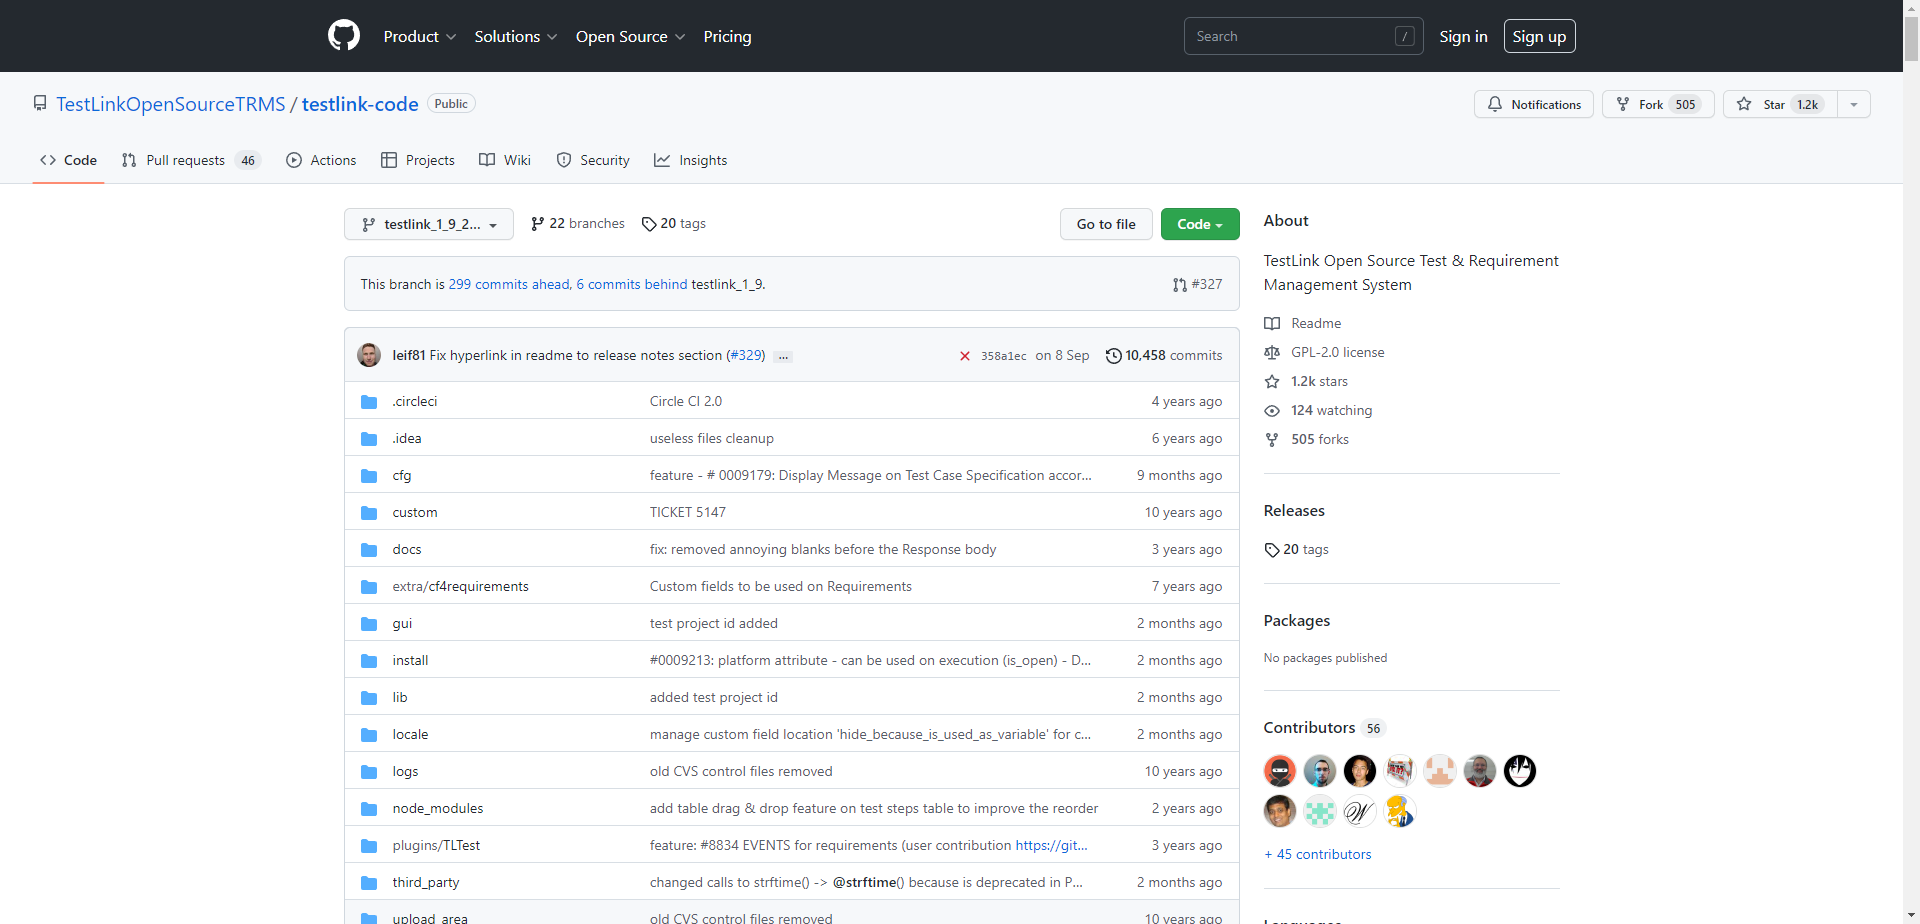 Product Solutions Open Source Pricing Search / Sign in Sign up
TestLinkOpenSourceTRMS / testlink-code Public Notifications Fork 505 Star 1.2k
Code Pull requests 46 Actions Projects Wiki Security Insights
testlink_1_9_2... 22 branches 20 tags Go to file Code
This branch is 299 commits ahead, 6 commits behind testlink_1_9. #327
leif81 Fix hyperlink in readme to release notes section (#329) ... 358a1ec on 8 Sep 10,458 commits
.circleci Circle CI 2.0 4 years ago
.idea useless files cleanup 6 years ago
cfg feature - # 0009179: Display Message on Test Case Specification accor... 9 months ago
custom TICKET 5147 10 years ago
docs fix: removed annoying blanks before the Response body 3 years ago
extra/cf4requirements Custom fields to be used on Requirements 7 years ago
gui test project id added 2 months ago
install #0009213: platform attribute - can be used on execution (is_open) - D... 2 months ago
lib added test project id 2 months ago
locale manage custom field location 'hide_because_is_used_as_variable' for c... 2 months ago
logs old CVS control files removed 10 years ago
node_modules add table drag & drop feature on test steps table to improve the reorder 2 years ago
plugins/TLTest feature: #8834 EVENTS for requirements (user contribution https://git... 3 years ago
third_party changed calls to strftime() -> @strftime() because is deprecated in P... 2 months ago
upload_area old CVS control files removed 10 years ago
About
TestLink Open Source Test & Requirement
Management System
Readme
GPL-2.0 license
1.2k stars
124 watching
505 forks
Releases
20 tags
Packages
No packages published
Contributors 56
+ 45 contributors
Languages